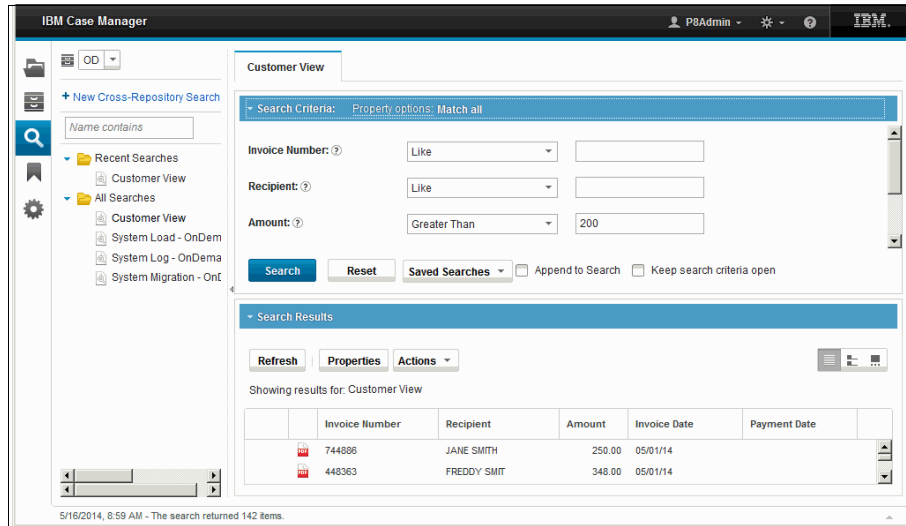 IBM Case Manager
P8Admin
IBM.
OD
+ New Cross-Repository Search
Name contains
Recent Searches
Customer View
All Searches
Customer View
System Load - OnDem
System Log - OnDema
System Migration - OnD
Customer View
Search Criteria: Property options: Match all
Invoice Number: ? Like
Recipient: ? Like
Amount: ? Greater Than 200
Search Reset Saved Searches Append to Search Keep search criteria open
Search Results
Refresh Properties Actions
Showing results for: Customer View
Invoice Number Recipient Amount Invoice Date Payment Date
PDF 744886 JANE SMITH 250.00 05/01/14
PDF 448363 FREDDY SMIT 348.00 05/01/14
5/16/2014, 8:59 AM - The search returned 142 items.